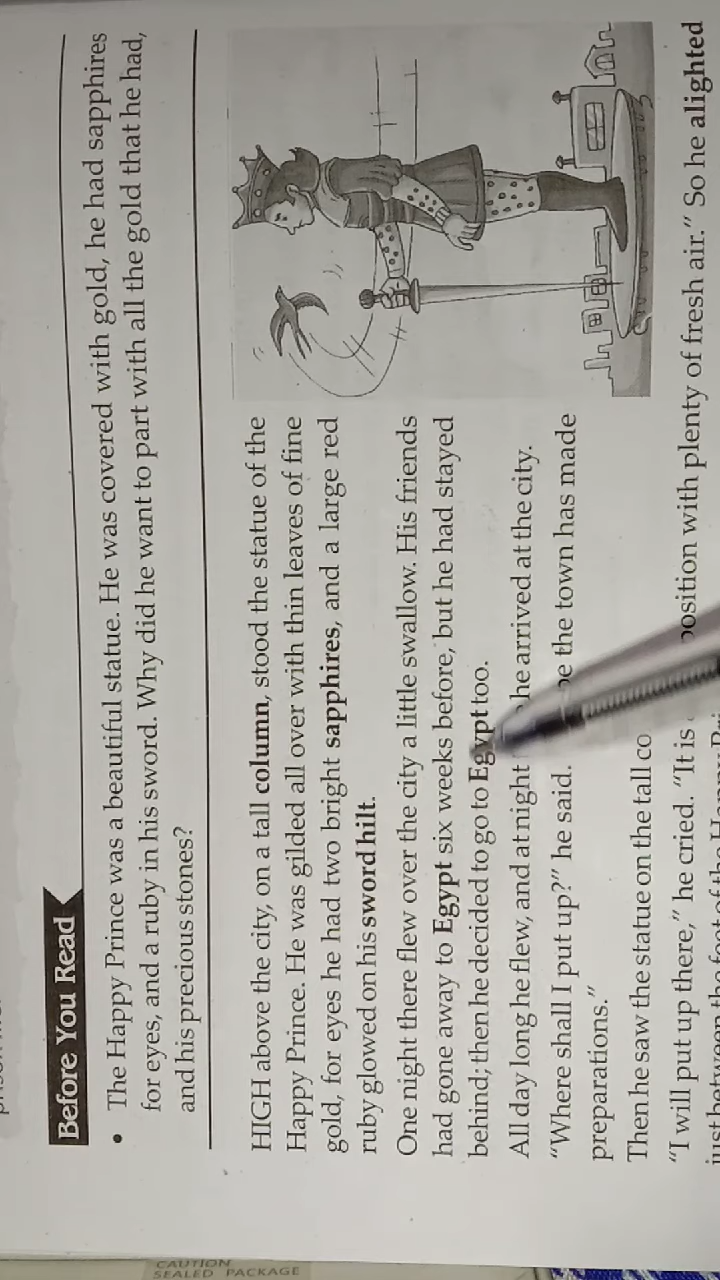 Before You Read
• The Happy Prince was a beautiful statue. He was covered with gold, he had sapphires
for eyes, and a ruby in his sword. Why did he want to part with all the gold that he had,
and his precious stones?
HIGH above the city, on a tall column, stood the statue of the
Happy Prince. He was gilded all over with thin leaves of fine
gold, for eyes he had two bright sapphires, and a large red
ruby glowed on his sword hilt.
One night there flew over the city a little swallow. His friends
had gone away to Egypt six weeks before, but he had stayed
behind; then he decided to go to Egypt too.
All day long he flew, and at night he arrived at the city.
"Where shall I put up?" he said. the town has made
preparations."
Then he saw the statue on the tall
"I will put up there," he cried. "It is position with plenty of fresh air." So he alighted
just between the feet of the Happy
CAUTION
SEALED PACKAGE